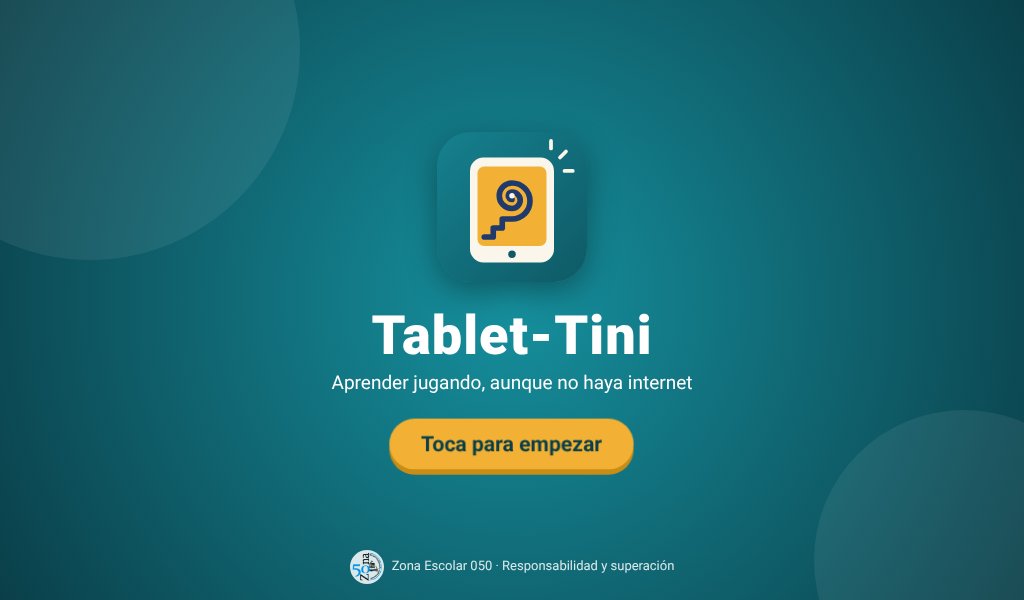 Tablet-Tini
Aprender jugando, aunque no haya internet
Toca para empezar
Zona Escolar 050 · Responsabilidad y superación